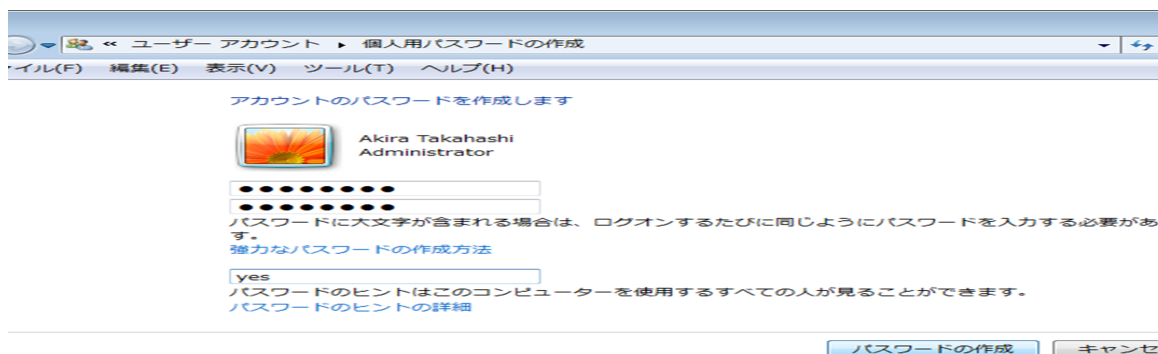 « ユーザー アカウント ▸ 個人用パスワードの作成
イル(F) 編集(E) 表示(V) ツール(T) ヘルプ(H)
アカウントのパスワードを作成します
Akira Takahashi
Administrator
●●●●●●●●
●●●●●●●●
パスワードに大文字が含まれる場合は、ログオンするたびに同じようにパスワードを入力する必要があ
す。
強力なパスワードの作成方法
yes
パスワードのヒントはこのコンピューターを使用するすべての人が見ることができます。
パスワードのヒントの詳細
パスワードの作成 キャンセ